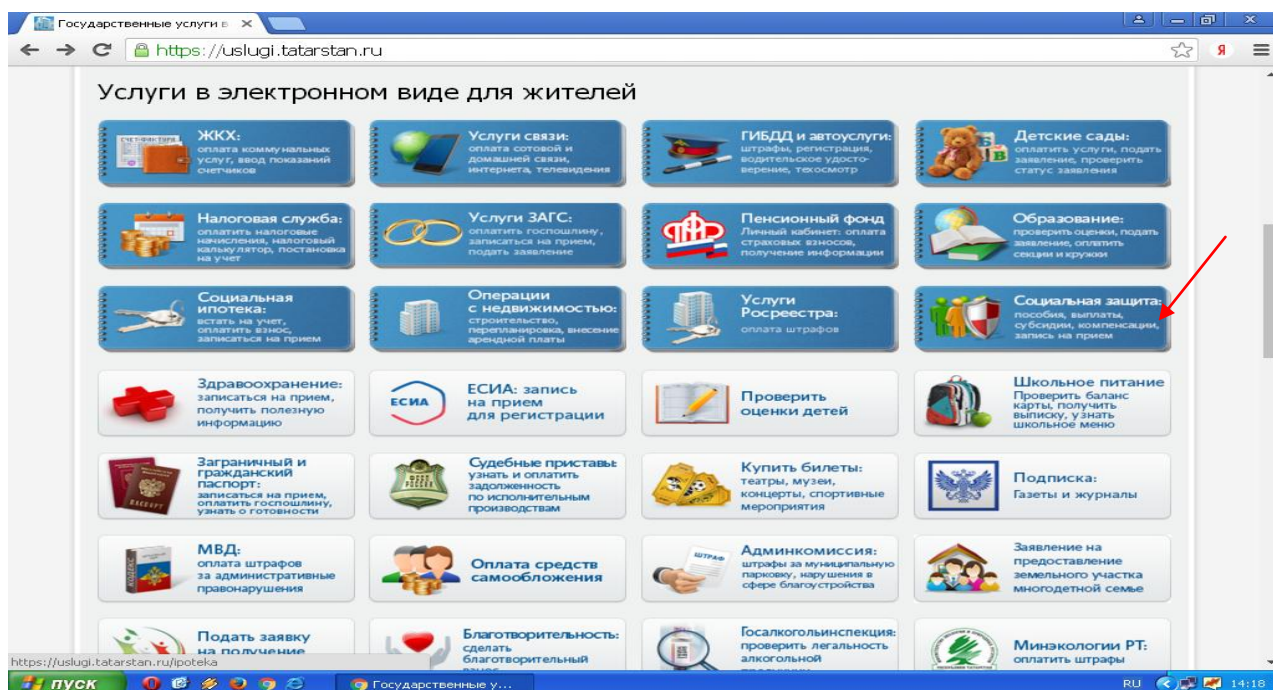 Государственные услуги в
https://uslugi.tatarstan.ru
Я
Услуги в электронном виде для жителей
ЖКХ:
оплата коммунальных
услуг, ввод показаний
счетчиков
Услуги связи:
оплата сотовой и
домашней связи,
интернета, телевидения
ГИБДД и автоуслуги:
штрафы, регистрация,
водительское удосто-
верение, техосмотр
Детские сады:
оплатить услуги, подать
заявление, проверить
статус заявления
Налоговая служба:
оплатить налоговые
начисления, налоговый
калькулятор, постановка
на учет
Услуги ЗАГС:
оплатить госпошлину,
записаться на прием,
подать заявление
Пенсионный фонд
Личный кабинет: оплата
страховых взносов,
получение информации
Образование:
проверить оценки, подать
заявление, оплатить
секции и кружки
Социальная
ипотека:
встать на учет,
оплатить взнос,
записаться на прием
Операции
с недвижимостью:
строительство,
перепланировка, внесение
арендной платы
Услуги
Росреестра:
оплата штрафов
Социальная защита:
пособия, выплаты,
субсидии, компенсации,
запись на прием
Здравоохранение:
записаться на прием,
получить полезную
информацию
ЕСИА
ЕСИА: запись
на прием
для регистрации
Проверить
оценки детей
Школьное питание
Проверить баланс
карты, получить
выписку, узнать
школьное меню
Заграничный и
гражданский
паспорт:
записаться на прием,
оплатить госпошлину,
узнать о готовности
Судебные приставы:
узнать и оплатить
задолженность
по исполнительным
производствам
Купить билеты:
театры, музеи,
концерты, спортивные
мероприятия
Подписка:
Газеты и журналы
МВД:
оплата штрафов
за административные
правонарушения
Оплата средств
самообложения
ШТРАФ
Админкомиссия:
штрафы за муниципальную
парковку, нарушения в
сфере благоустройства
Заявление на
предоставление
земельного участка
многодетной семье
Подать заявку
на получение
Благотворительность:
сделать
благотворительный
Госалкогольинспекция:
проверить легальность
алкогольной
Минэкологии РТ:
оплатить штрафы
https://uslugi.tatarstan.ru/ipoteka
пуск
Государственные у...
RU
14:18